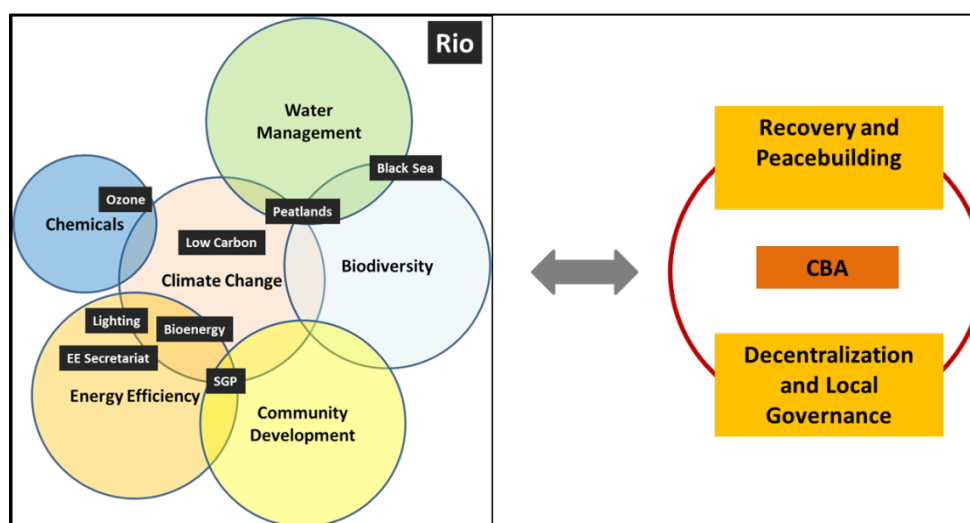 Rio
Water
Management
Black Sea
Ozone
Chemicals
Peatlands
Low Carbon
Climate Change
Biodiversity
Lighting
Bioenergy
EE Secretariat
SGP
Energy Efficiency
Community
Development
Recovery and
Peacebuilding
CBA
Decentralization
and Local
Governance